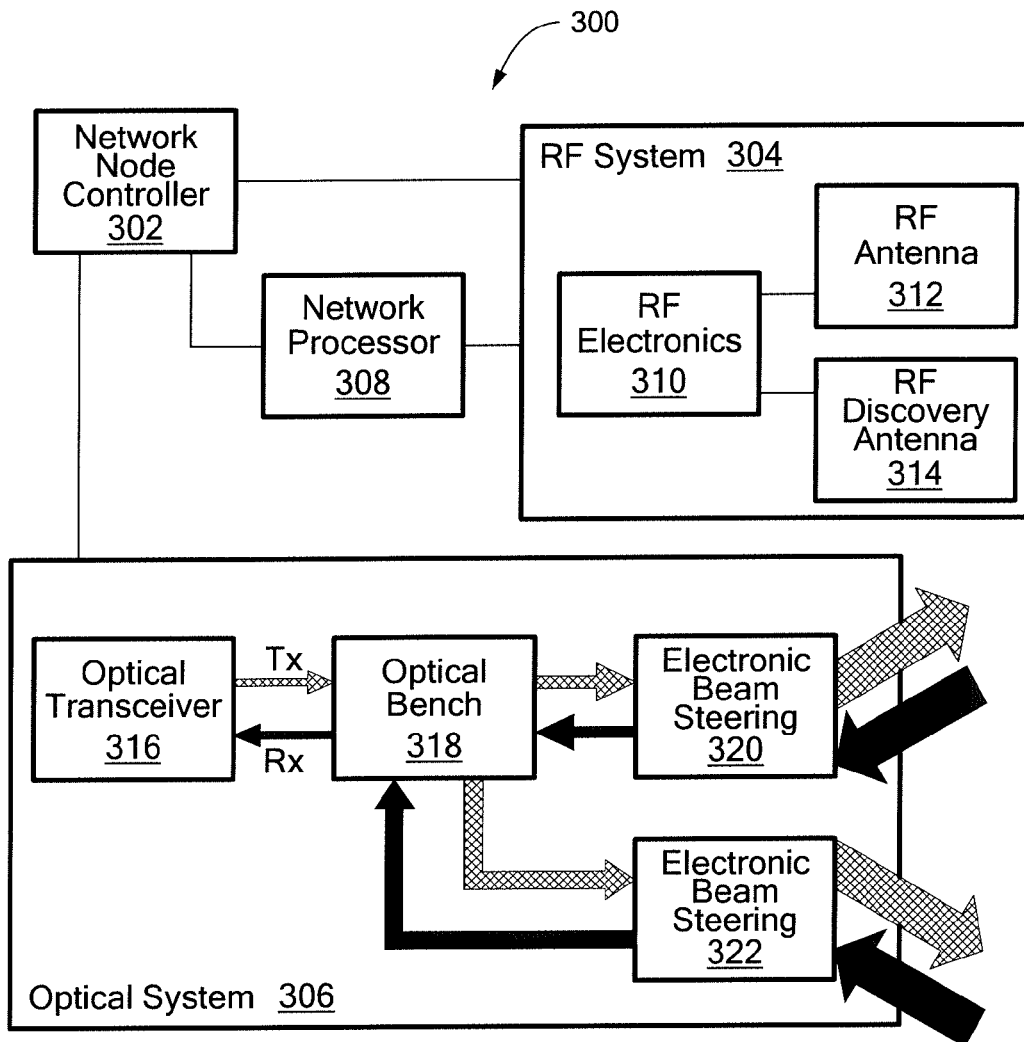 300
Network
Node
Controller
302
RF System 304
RF
Antenna
312
Network
Processor
308
RF
Electronics
310
RF
Discovery
Antenna
314
Optical
Transceiver
316
Tx
Rx
Optical
Bench
318
Electronic
Beam
Steering
320
Electronic
Beam
Steering
322
Optical System 306